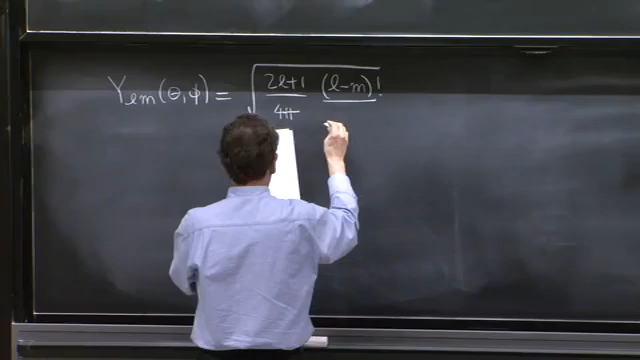 Yℓm(θ,φ) = √ (2ℓ+1)/(4π) (ℓ-m)!